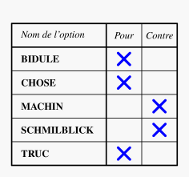 Nom de l'option Pour Contre
BIDULE
CHOSE
MACHIN
SCHMILBLICK
TRUC